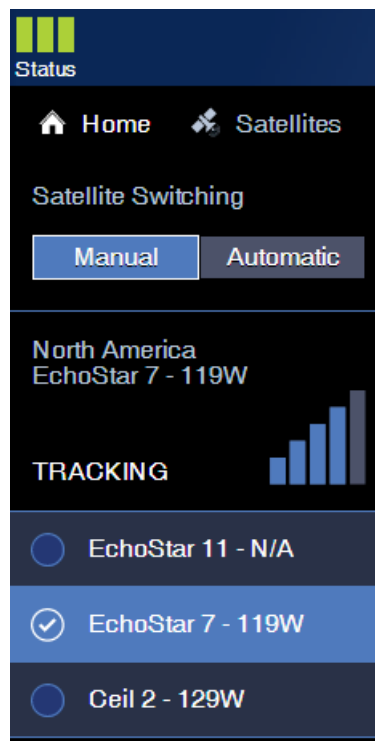 Status
Home Satellites
Satellite Switching
Manual Automatic
North America
EchoStar 7 - 119W
TRACKING
EchoStar 11 - N/A
EchoStar 7 - 119W
Ceil 2 - 129W